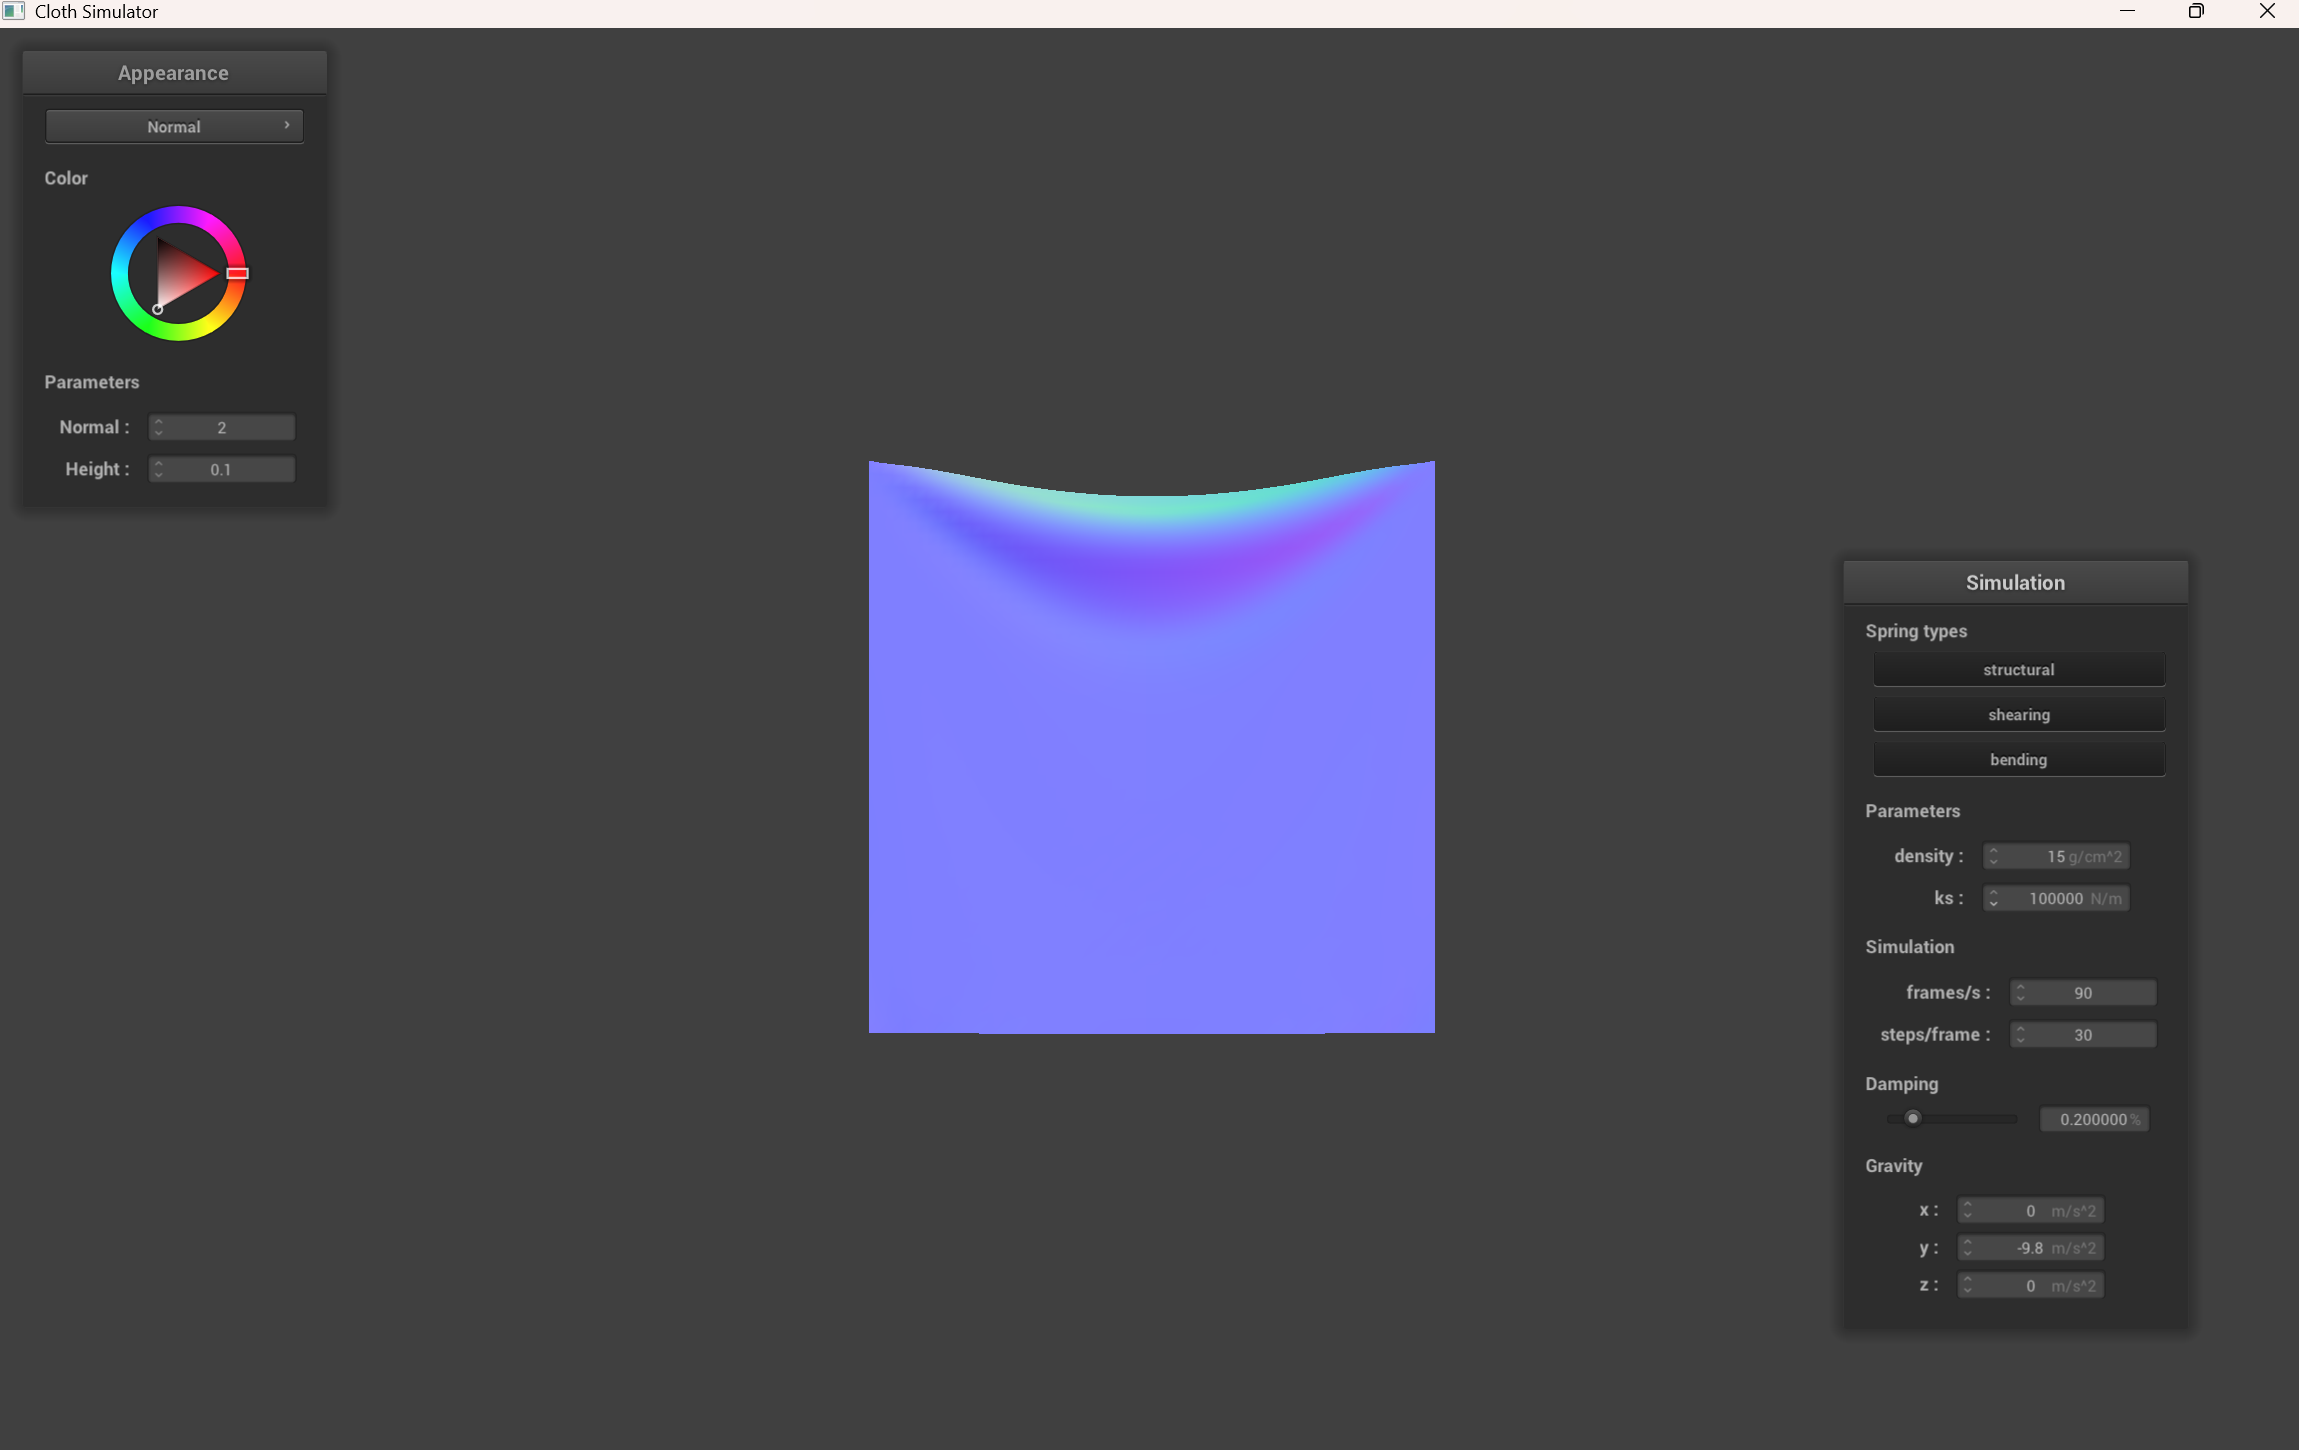 Cloth Simulator
Appearance
Normal
Color
Parameters
Normal : 2
Height : 0.1
Simulation
Spring types
structural
shearing
bending
Parameters
density : 15 g/cm^2
ks : 100000 N/m
Simulation
frames/s : 90
steps/frame : 30
Damping
0.200000 %
Gravity
x : 0 m/s^2
y : -9.8 m/s^2
z : 0 m/s^2